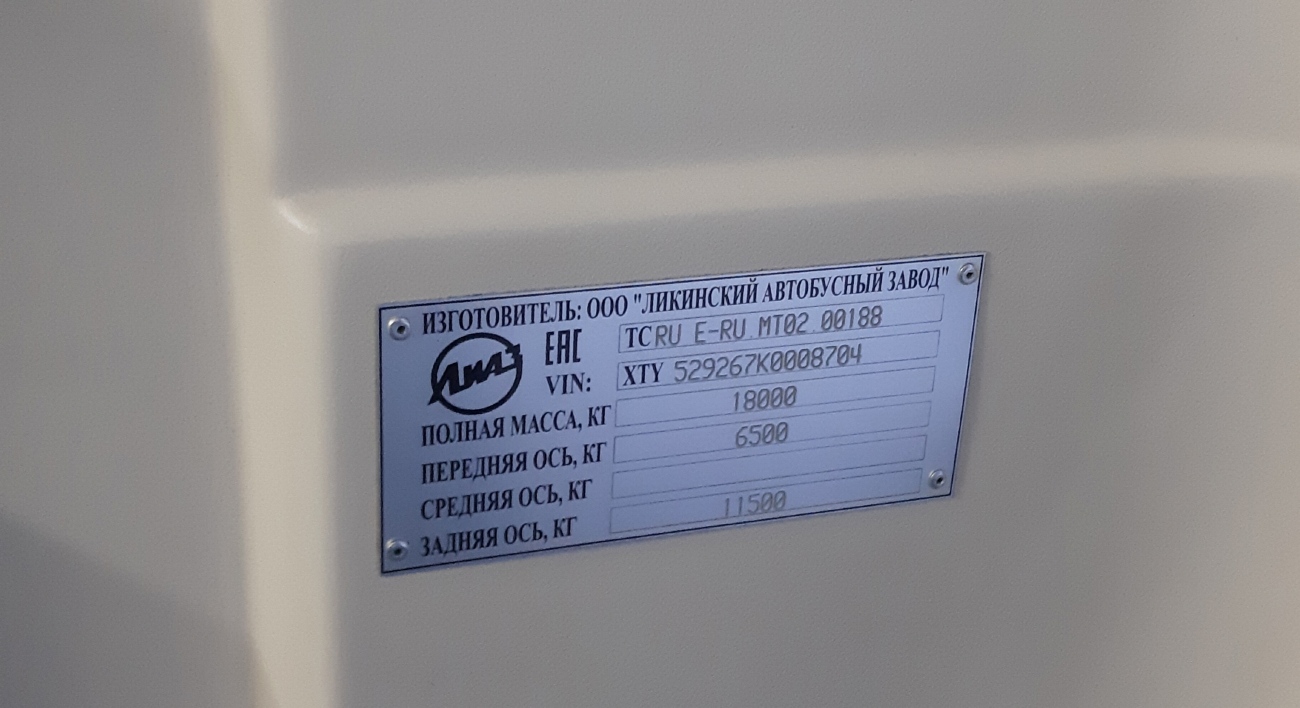 ИЗГОТОВИТЕЛЬ: ООО "ЛИКИНСКИЙ АВТОБУСНЫЙ ЗАВОД"
ЛиАЗ
ЕАС ТС RU E-RU.MT02.00188
VIN: XTY 529267K0008704
ПОЛНАЯ МАССА, КГ 18000
ПЕРЕДНЯЯ ОСЬ, КГ 6500
СРЕДНЯЯ ОСЬ, КГ
ЗАДНЯЯ ОСЬ, КГ 11500